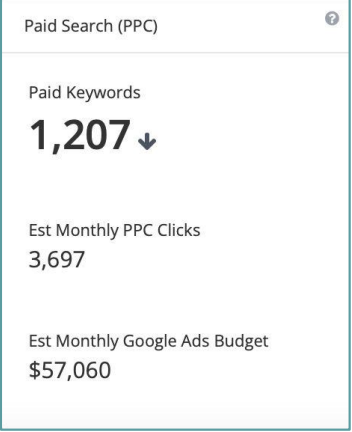 Paid Search (PPC)
?
Paid Keywords
1,207
Est Monthly PPC Clicks
3,697
Est Monthly Google Ads Budget
$57,060